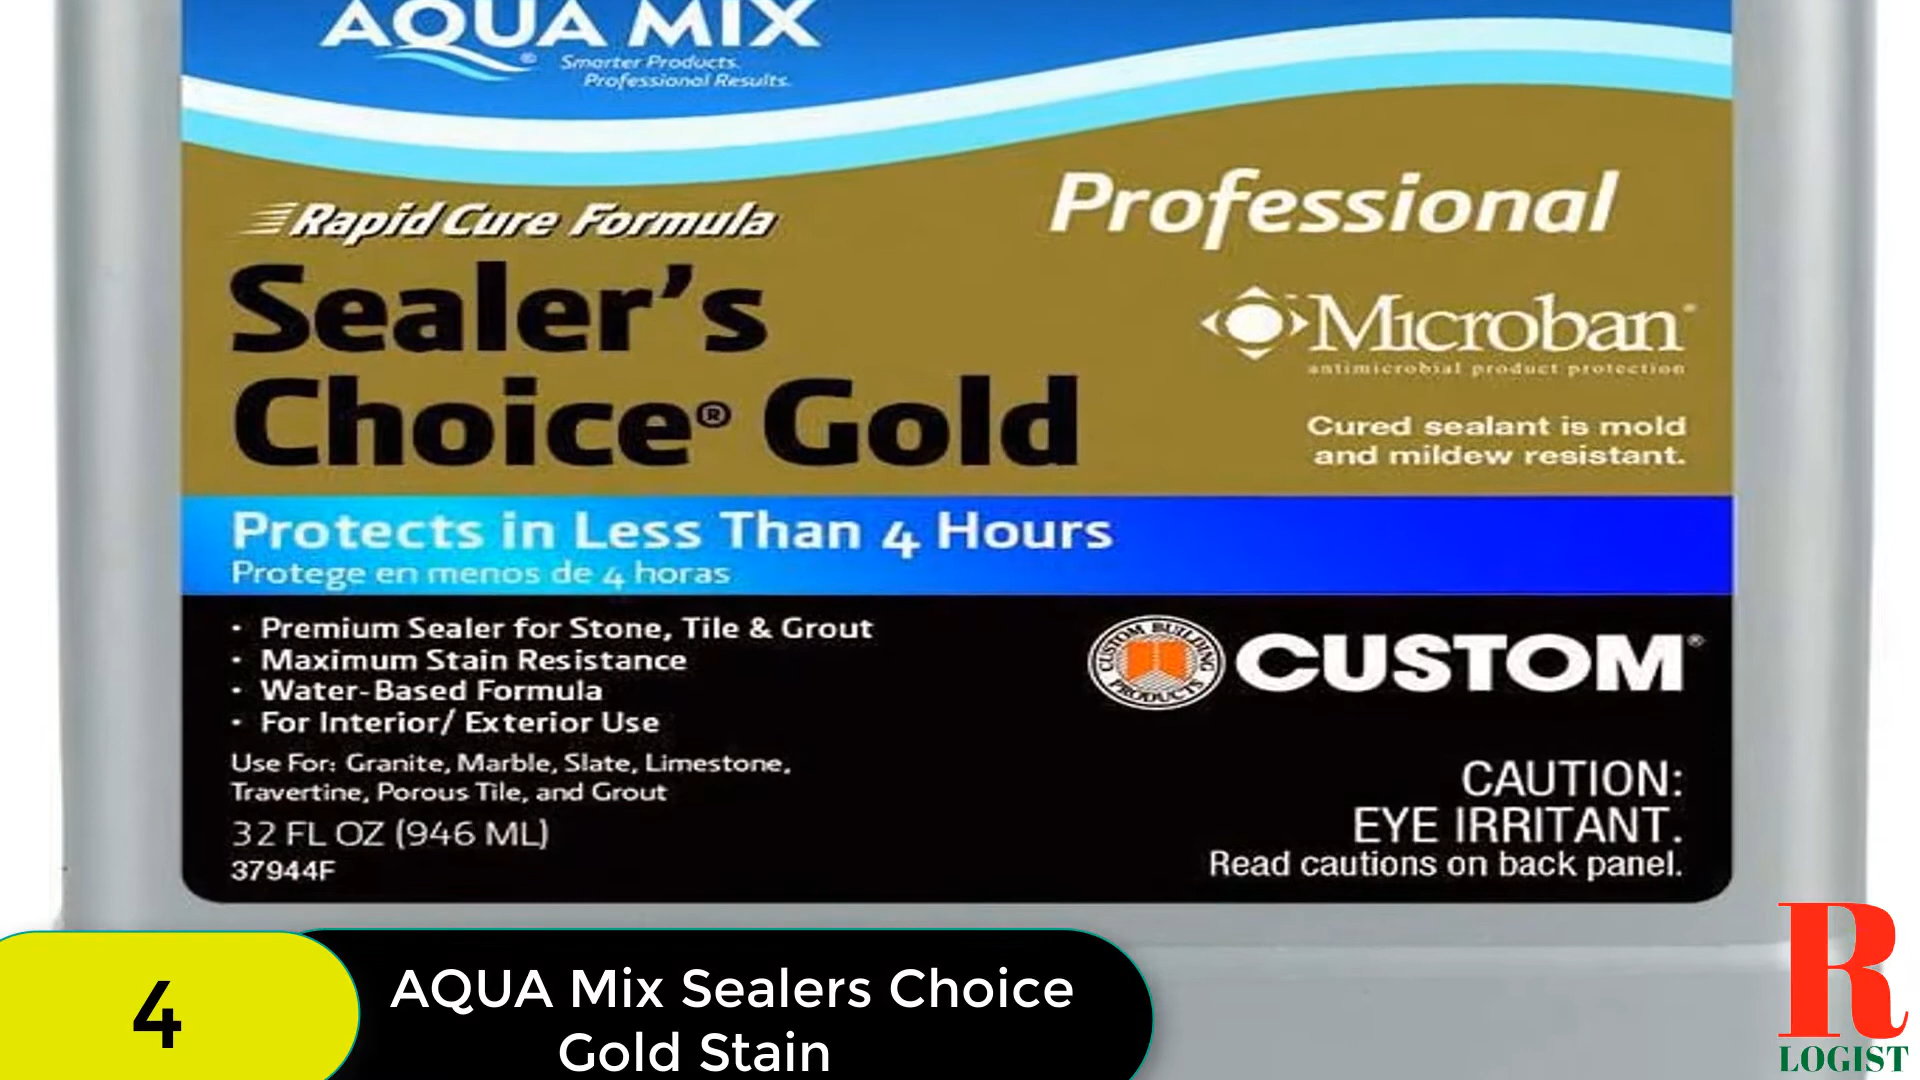 AQUA MIX
®
Smarter Products.
Professional Results.
Rapid Cure Formula
Professional
Sealer's
Choice® Gold
Microban®
antimicrobial product protection
Cured sealant is mold
and mildew resistant.
Protects in Less Than 4 Hours
Protege en menos de 4 horas
• Premium Sealer for Stone, Tile & Grout
• Maximum Stain Resistance
• Water-Based Formula
• For Interior/ Exterior Use
CUSTOM BUILDING PRODUCTS
CUSTOM®
Use For: Granite, Marble, Slate, Limestone,
Travertine, Porous Tile, and Grout
32 FL OZ (946 ML)
37944F
CAUTION:
EYE IRRITANT.
Read cautions on back panel.
4
AQUA Mix Sealers Choice
Gold Stain
R
LOGIST